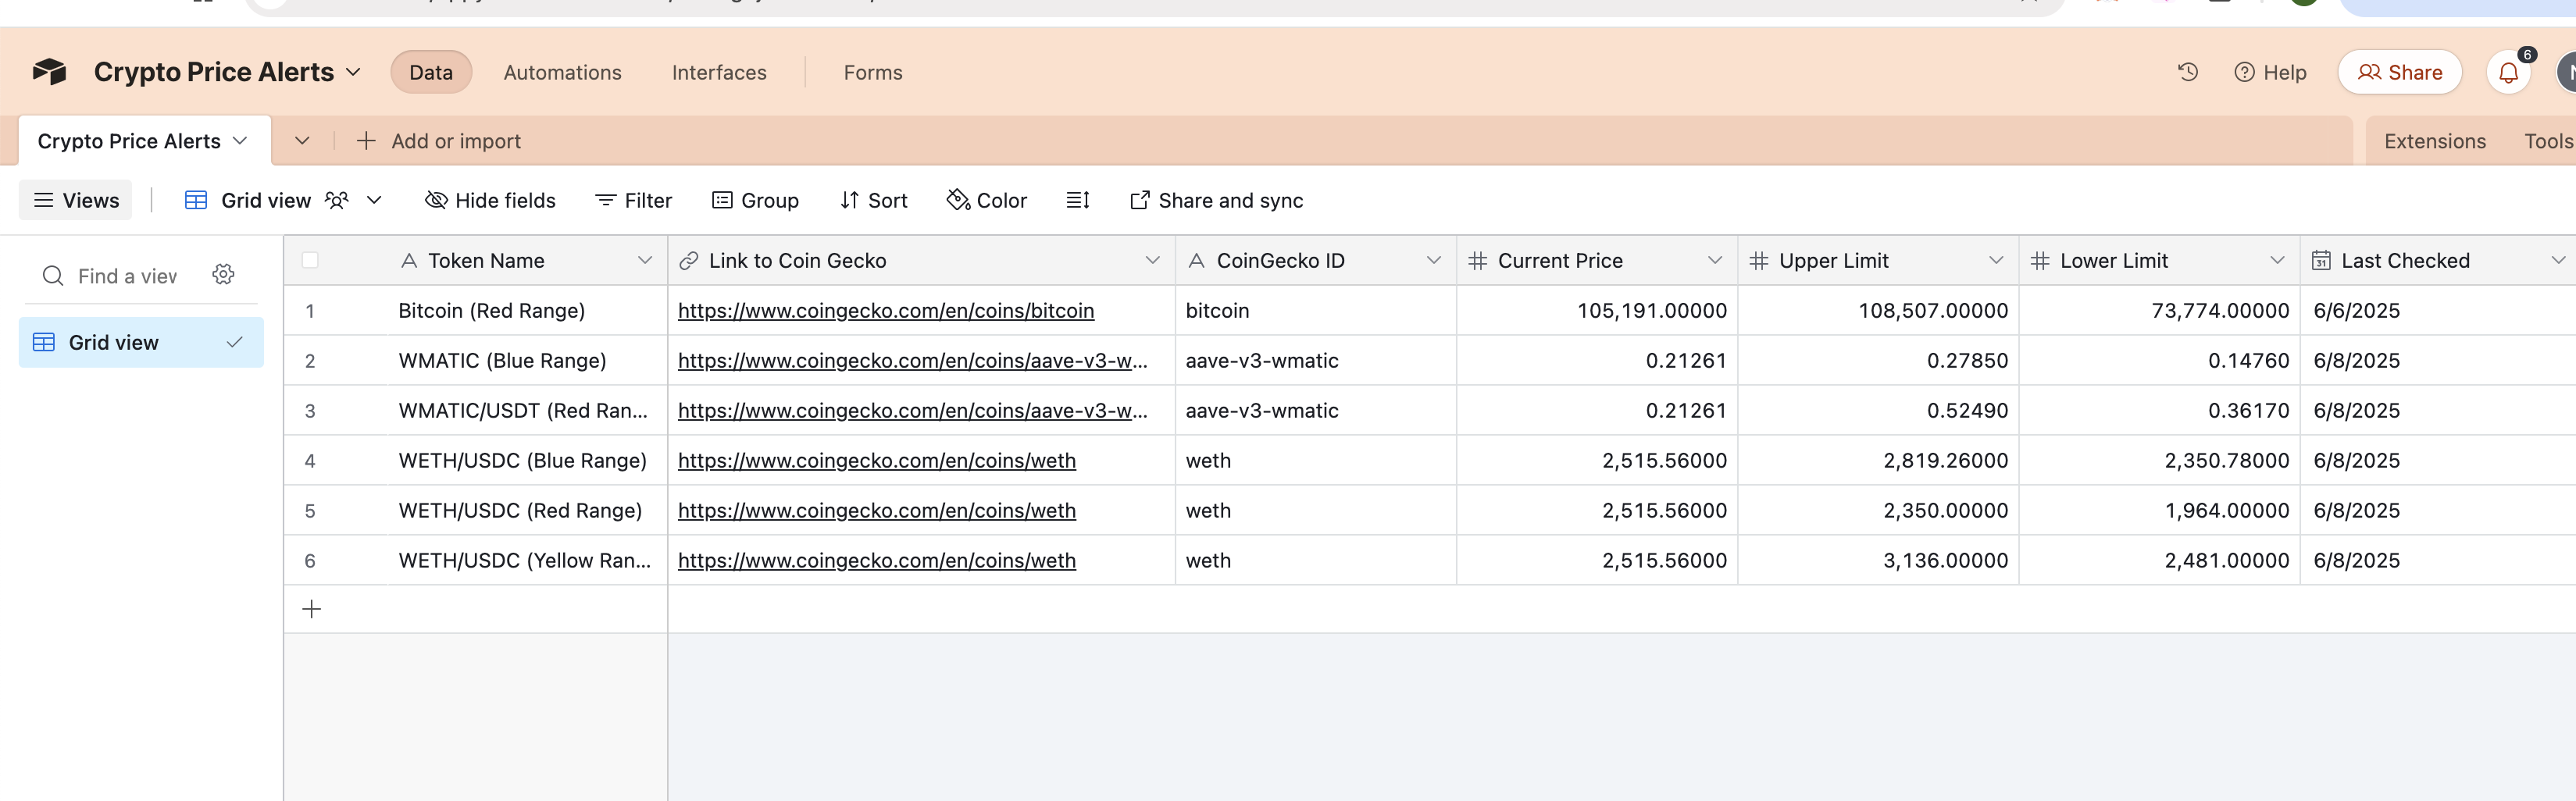 Crypto Price Alerts Data Automations Interfaces Forms Help Share 6
Crypto Price Alerts Add or import Extensions Tools
Views Grid view Hide fields Filter Group Sort Color Share and sync
Find a view Token Name Link to Coin Gecko CoinGecko ID Current Price Upper Limit Lower Limit 31 Last Checked
Grid view
1 Bitcoin (Red Range) https://www.coingecko.com/en/coins/bitcoin bitcoin 105,191.00000 108,507.00000 73,774.00000 6/6/2025
2 WMATIC (Blue Range) https://www.coingecko.com/en/coins/aave-v3-w... aave-v3-wmatic 0.21261 0.27850 0.14760 6/8/2025
3 WMATIC/USDT (Red Ran... https://www.coingecko.com/en/coins/aave-v3-w... aave-v3-wmatic 0.21261 0.52490 0.36170 6/8/2025
4 WETH/USDC (Blue Range) https://www.coingecko.com/en/coins/weth weth 2,515.56000 2,819.26000 2,350.78000 6/8/2025
5 WETH/USDC (Red Range) https://www.coingecko.com/en/coins/weth weth 2,515.56000 2,350.00000 1,964.00000 6/8/2025
6 WETH/USDC (Yellow Ran... https://www.coingecko.com/en/coins/weth weth 2,515.56000 3,136.00000 2,481.00000 6/8/2025